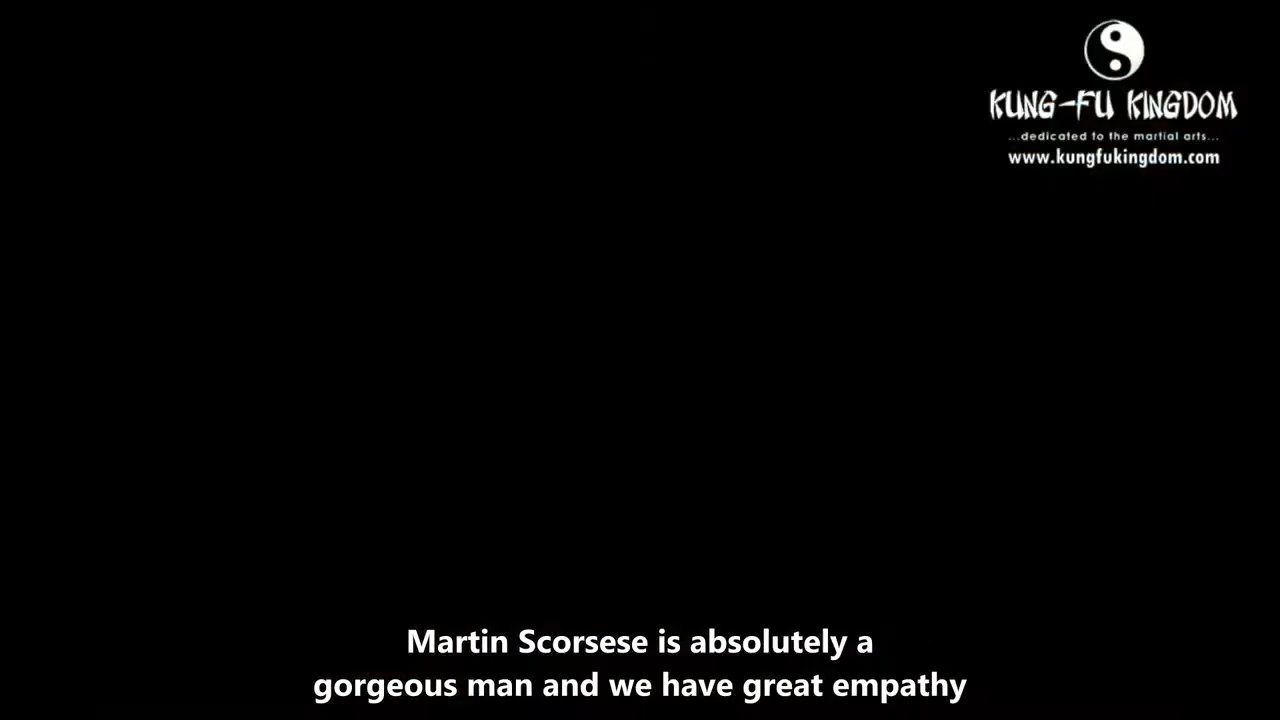 KUNG-FU KINGDOM
...dedicated to the martial arts...
www.kungfukingdom.com
Martin Scorsese is absolutely a
gorgeous man and we have great empathy